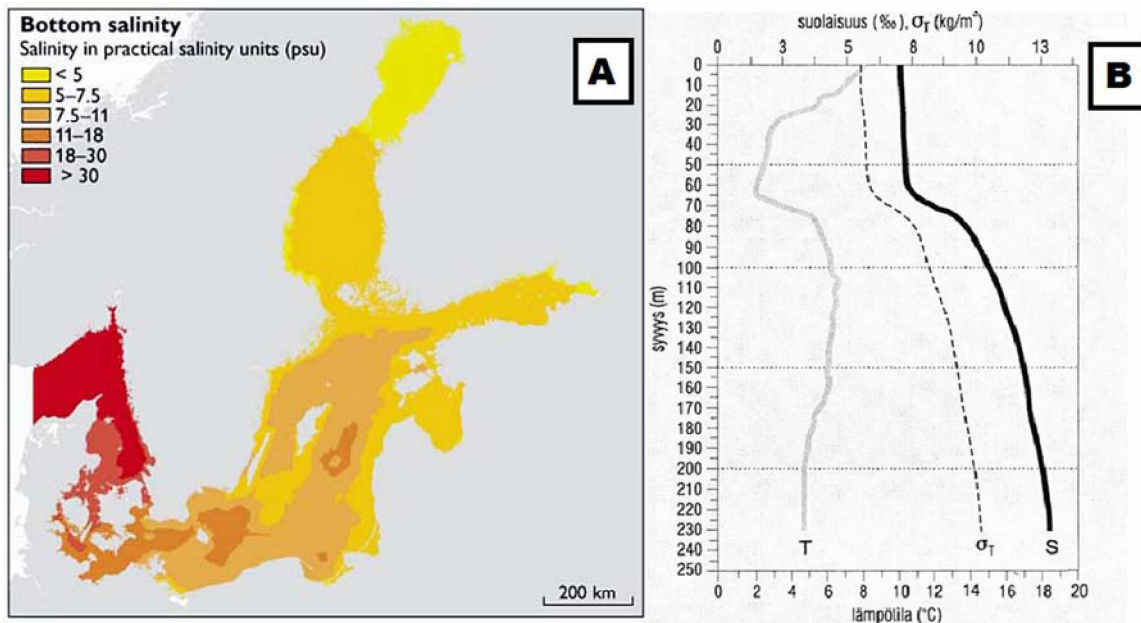 Bottom salinity
Salinity in practical salinity units (psu)
< 5
5–7.5
7.5–11
11–18
18–30
> 30
A
200 km
suolaisuus (‰), σT (kg/m³)
0 3 8 10 13
B
0
10
20
30
40
50
60
70
80
90
100
110
120
130
140
150
160
170
180
190
200
210
220
230
240
250
syvyys (m)
T σT S
0 2 4 6 8 10 12 14 16 18 20
lämpölila (°C)